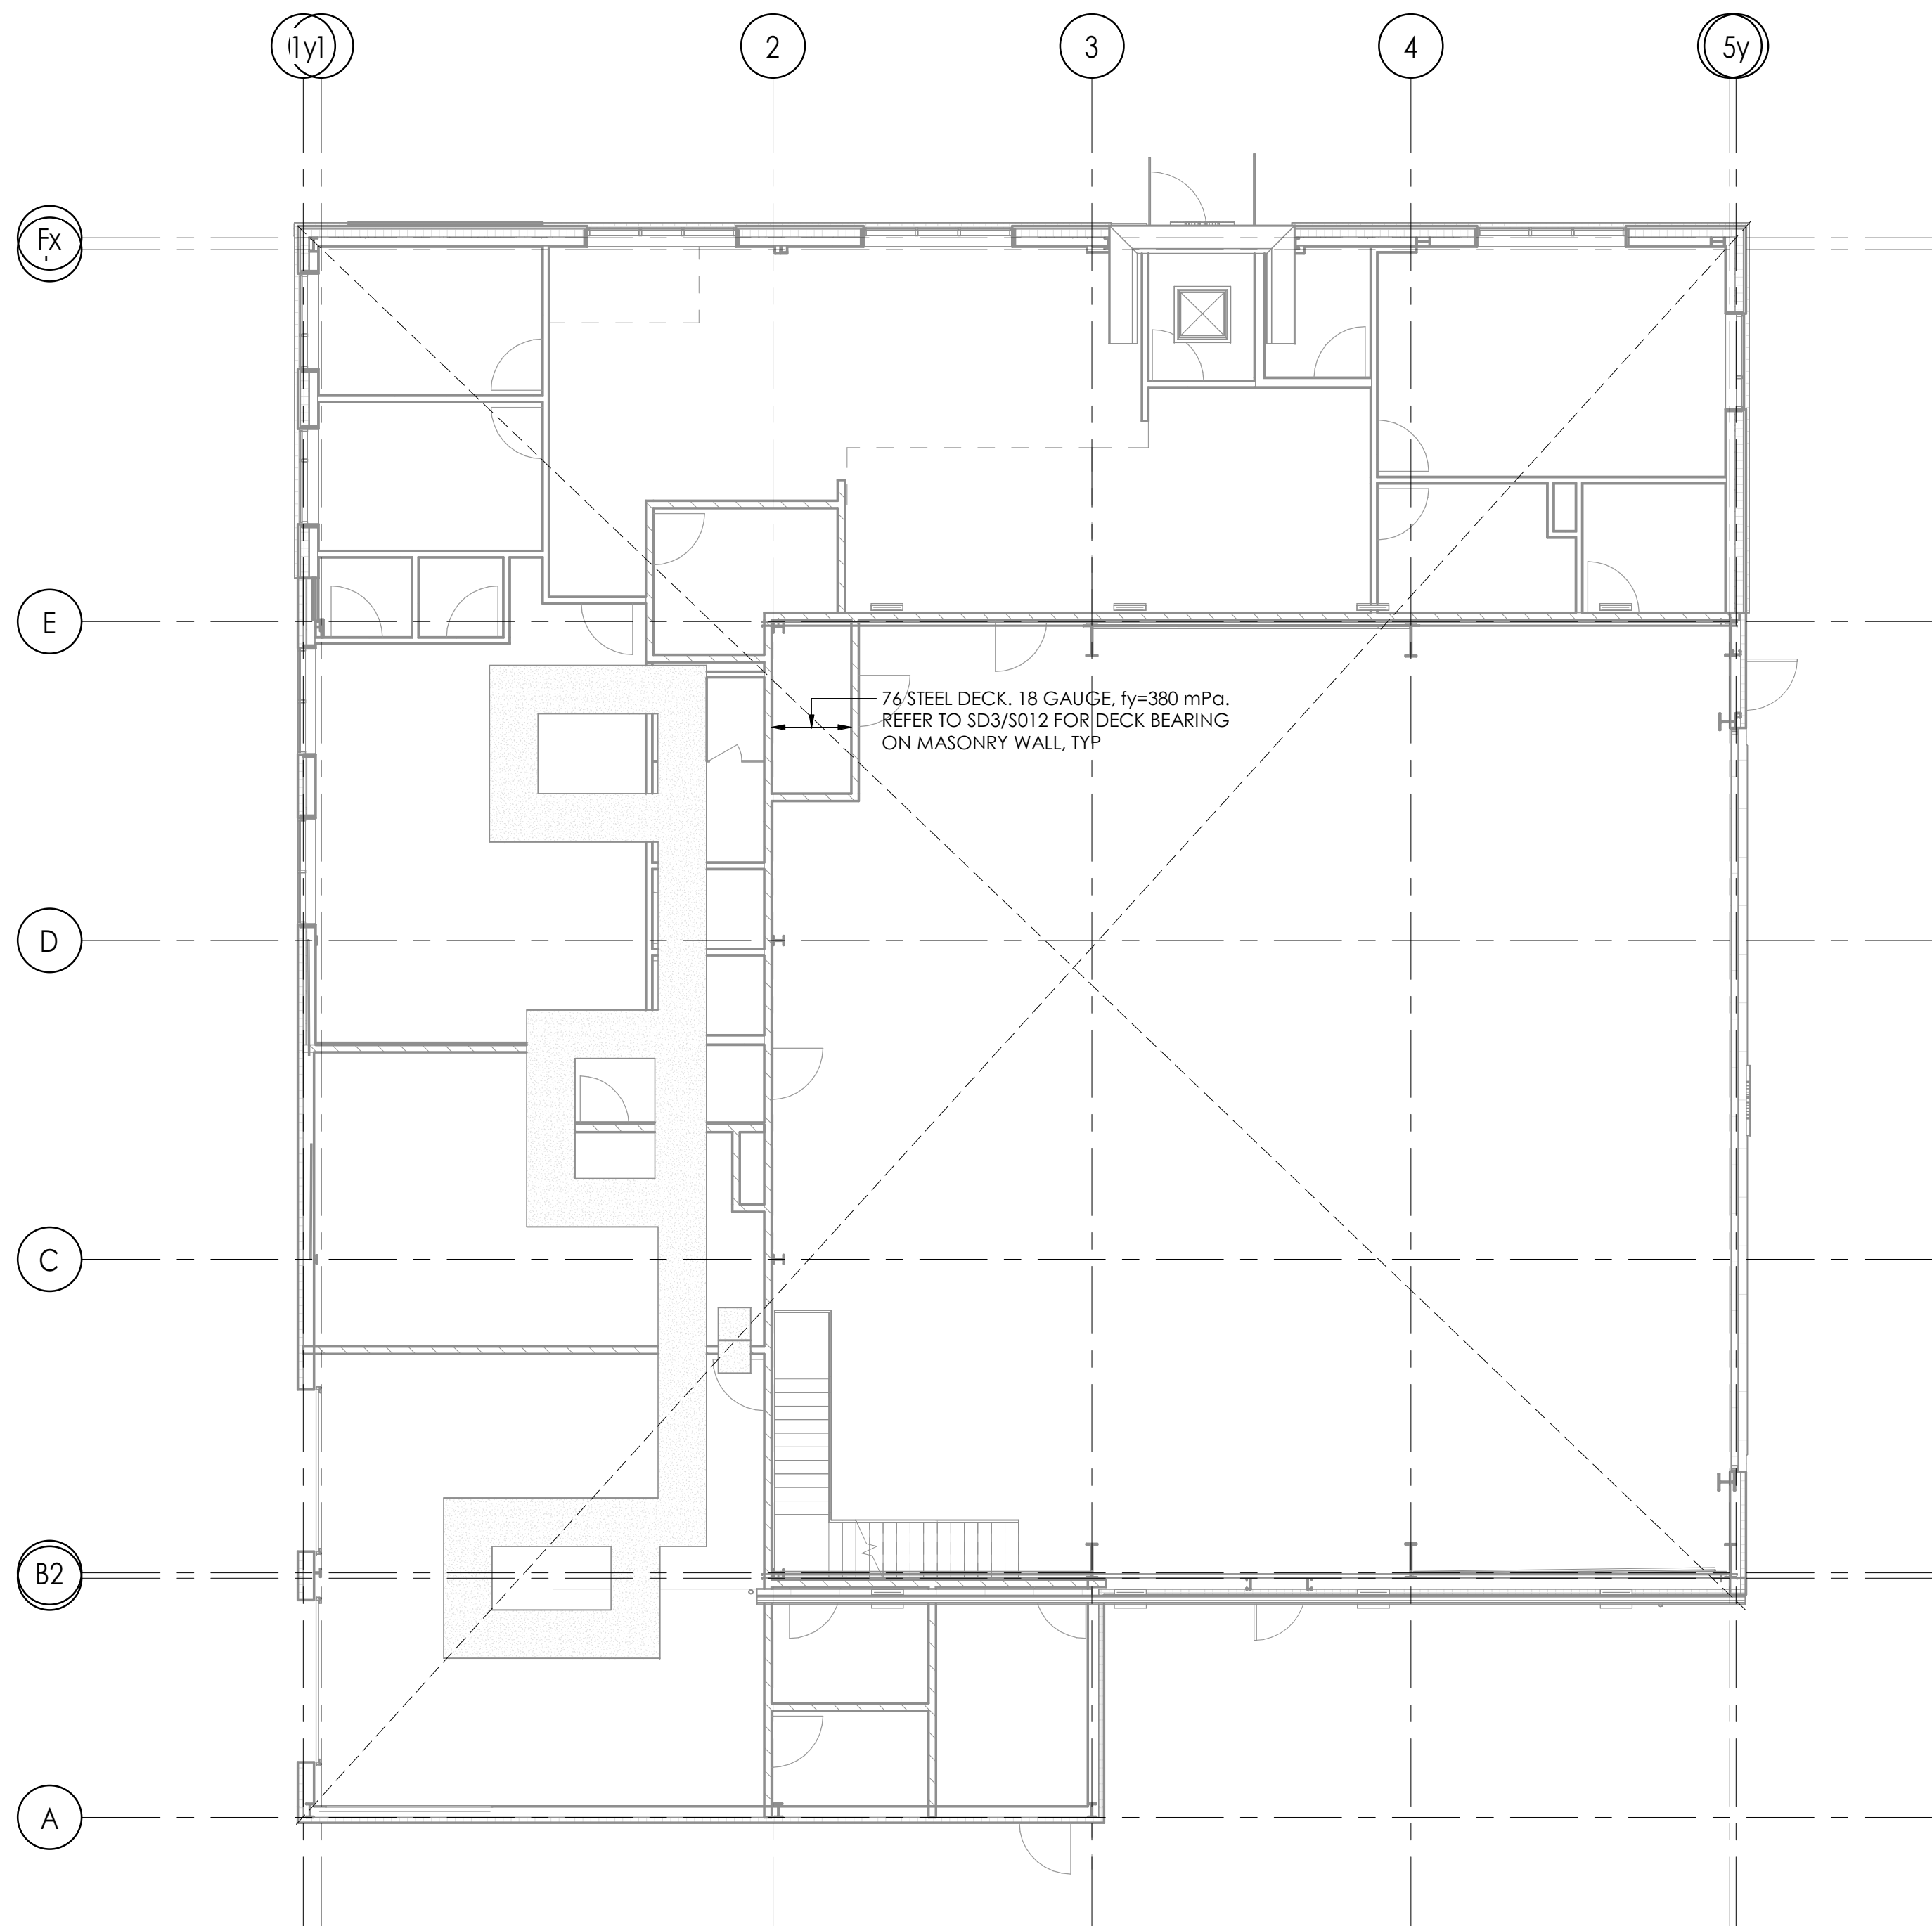 1y1
2
3
4
5y
Fx
E
76 STEEL DECK. 18 GAUGE, fy=380 mPa.
REFER TO SD3/S012 FOR DECK BEARING
ON MASONRY WALL, TYP
D
C
B2
A